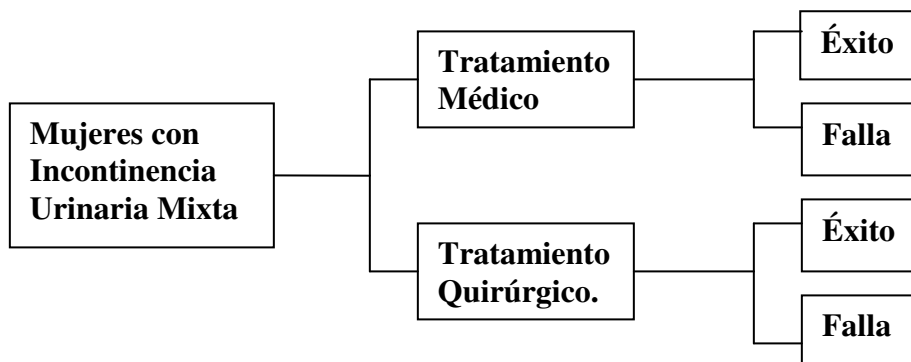 Mujeres con
Incontinencia
Urinaria Mixta
Tratamiento
Médico
Éxito
Falla
Tratamiento
Quirúrgico.
Éxito
Falla